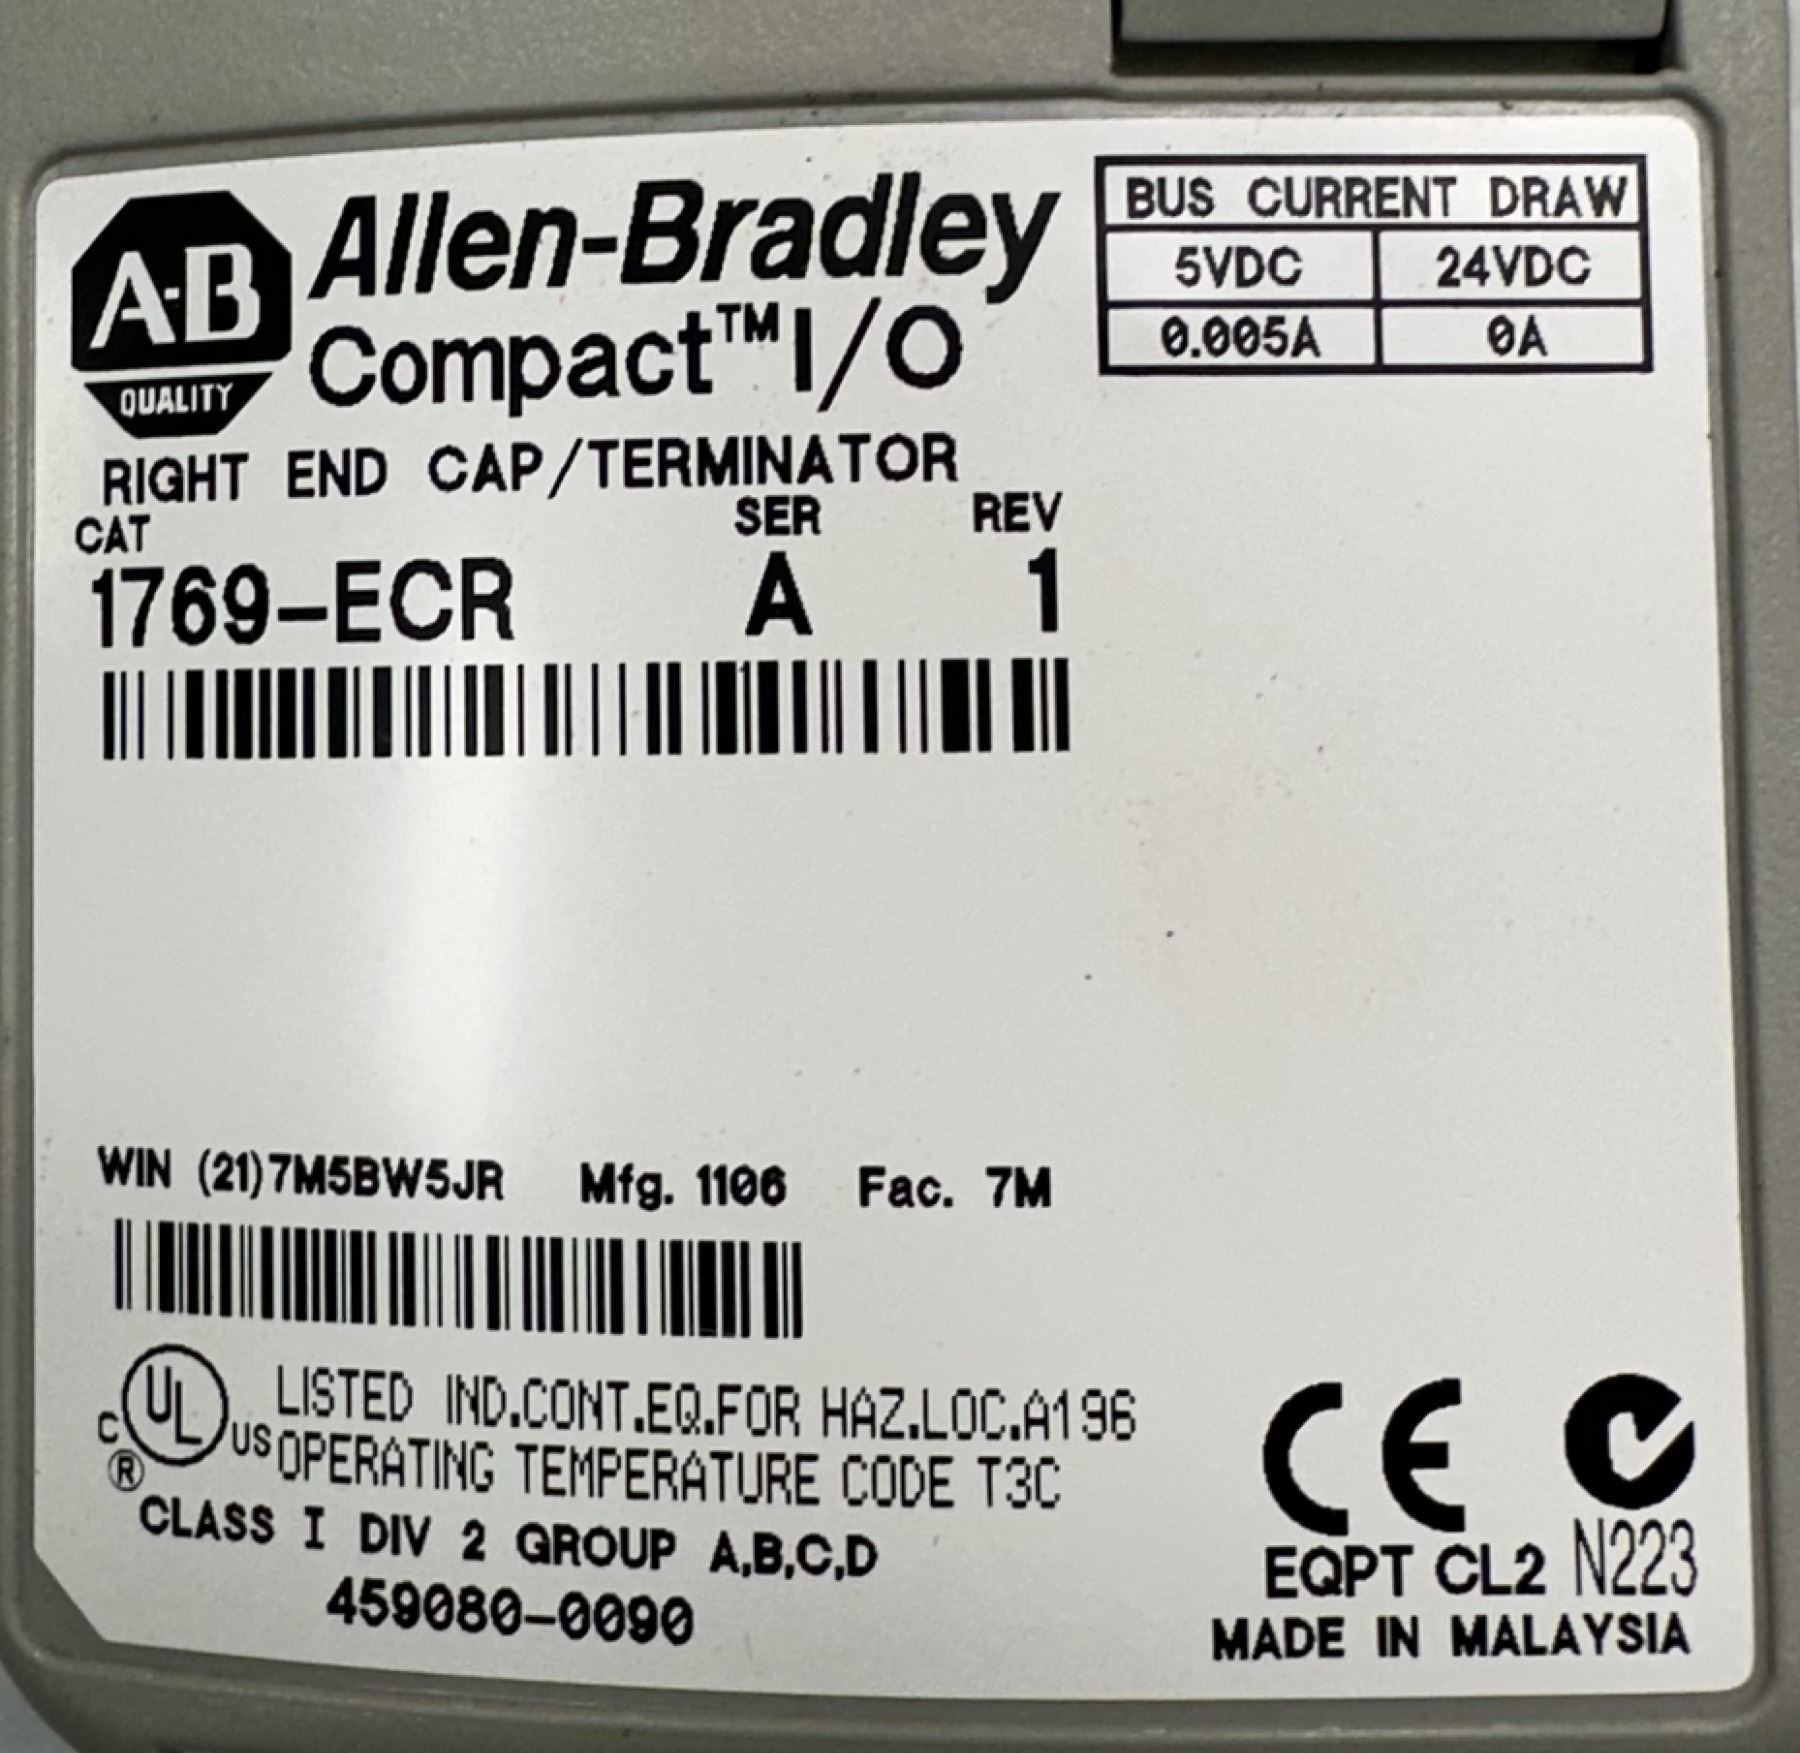 A-B
QUALITY
Allen-Bradley
Compact™ I/O
BUS CURRENT DRAW
5VDC 24VDC
0.005A 0A
RIGHT END CAP/TERMINATOR
CAT SER REV
1769-ECR A 1
WIN (21)7M5BW5JR Mfg. 1106 Fac. 7M
C UL US ® LISTED IND.CONT.EQ.FOR HAZ.LOC.A196
OPERATING TEMPERATURE CODE T3C
CLASS I DIV 2 GROUP A,B,C,D
459080-0090
CE
EQPT CL2 N223
MADE IN MALAYSIA